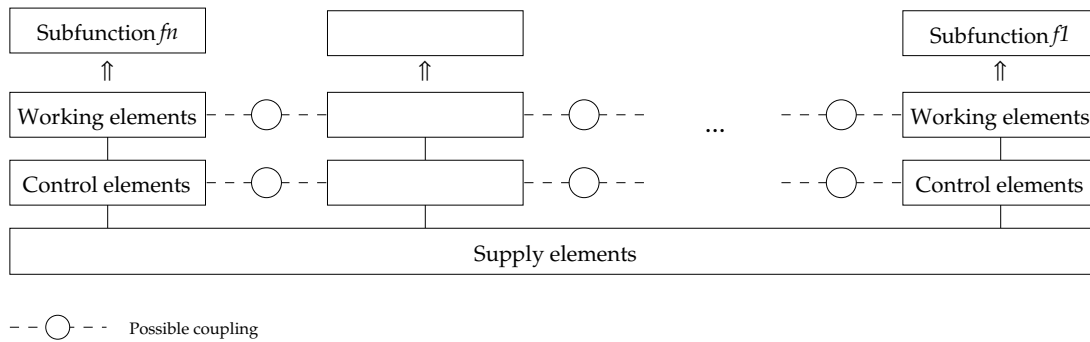 Subfunction fn
Subfunction f1
Working elements
...
Working elements
Control elements
Control elements
Supply elements
Possible coupling